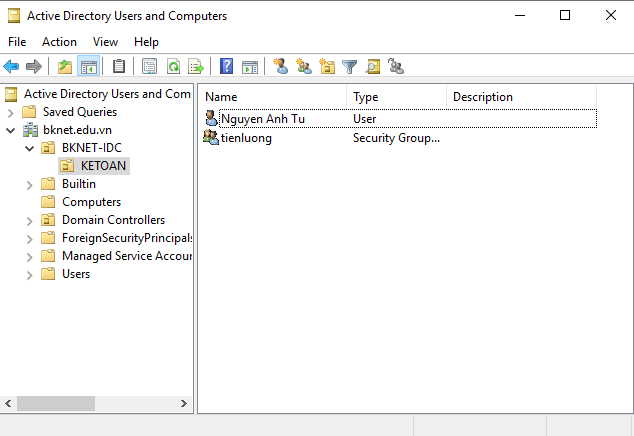 Active Directory Users and Computers
File Action View Help
Active Directory Users and Com
Saved Queries
bknet.edu.vn
BKNET-IDC
KETOAN
Builtin
Computers
Domain Controllers
ForeignSecurityPrincipals
Managed Service Accour
Users
Name Type Description
Nguyen Anh Tu User
tienluong Security Group...